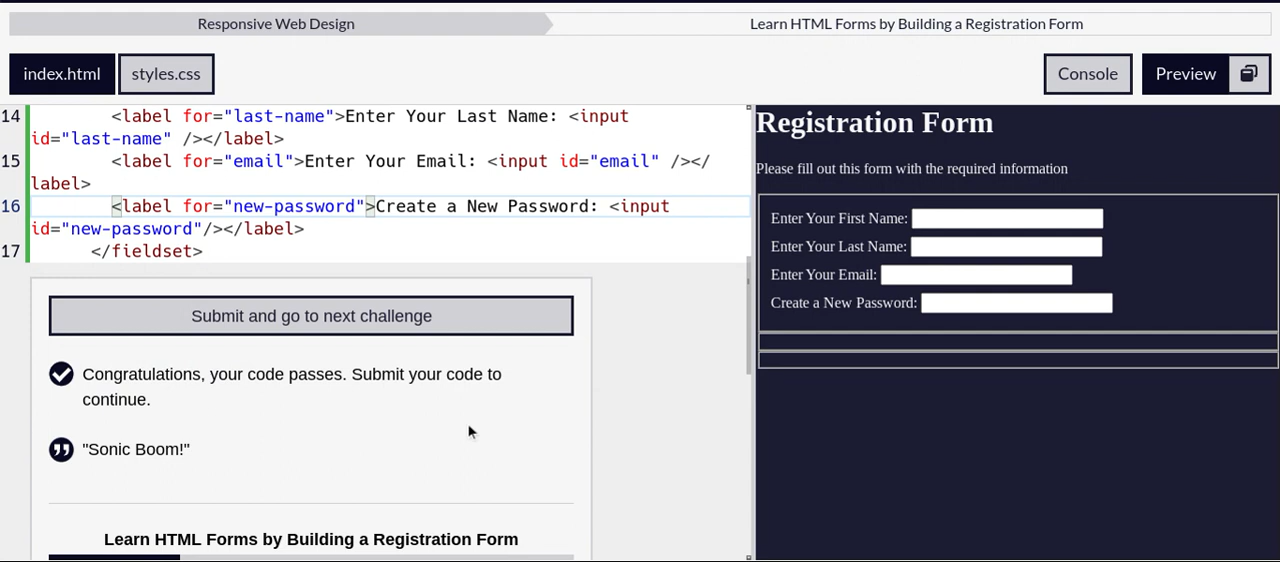 Responsive Web Design
Learn HTML Forms by Building a Registration Form
index.html
styles.css
Console
Preview
14 <label for="last-name">Enter Your Last Name: <input
id="last-name" /></label>
15 <label for="email">Enter Your Email: <input id="email" /></
label>
16 <label for="new-password">Create a New Password: <input
id="new-password"/></label>
17 </fieldset>
Submit and go to next challenge
Congratulations, your code passes. Submit your code to
continue.
"Sonic Boom!"
Learn HTML Forms by Building a Registration Form
Registration Form
Please fill out this form with the required information
Enter Your First Name:
Enter Your Last Name:
Enter Your Email:
Create a New Password: